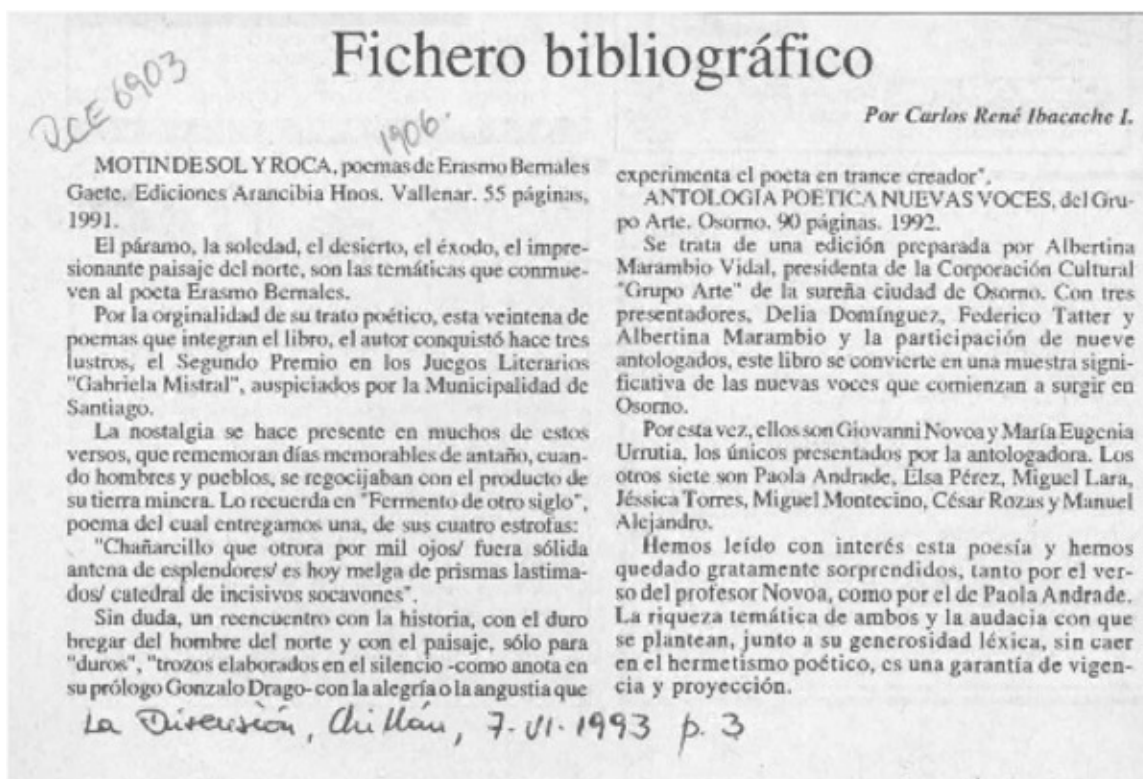 Fichero bibliográfico
DCE 6903
1906.
Por Carlos René Ibacache I.
MOTIN DE SOL Y ROCA, poemas de Erasmo Bernales
Gaete. Ediciones Arancibia Hnos. Vallenar. 55 páginas,
1991.
El páramo, la soledad, el desierto, el éxodo, el impre-
sionante paisaje del norte, son las temáticas que conmue-
ven al poeta Erasmo Bernales.
Por la orginalidad de su trato poético, esta veintena de
poemas que integran el libro, el autor conquistó hace tres
lustros, el Segundo Premio en los Juegos Literarios
"Gabriela Mistral", auspiciados por la Municipalidad de
Santiago.
La nostalgia se hace presente en muchos de estos
versos, que rememoran días memorables de antaño, cuan-
do hombres y pueblos, se regocijaban con el producto de
su tierra minera. Lo recuerda en "Fermento de otro siglo",
poema del cual entregamos una, de sus cuatro estrofas:
"Chañarcillo que otrora por mil ojos/ fuera sólida
antena de esplendores/ es hoy melga de prismas lastima-
dos/ catedral de incisivos socavones".
Sin duda, un reencuentro con la historia, con el duro
bregar del hombre del norte y con el paisaje, sólo para
"duros", "trozos elaborados en el silencio -como anota en
su prólogo Gonzalo Drago- con la alegría o la angustia que
experimenta el poeta en trance creador".
ANTOLOGIA POETICA NUEVAS VOCES, del Gru-
po Arte. Osorno. 90 páginas. 1992.
Se trata de una edición preparada por Albertina
Marambio Vidal, presidenta de la Corporación Cultural
"Grupo Arte" de la sureña ciudad de Osorno. Con tres
presentadores, Delia Domínguez, Federico Tatter y
Albertina Marambio y la participación de nueve
antologados, este libro se convierte en una muestra signi-
ficativa de las nuevas voces que comienzan a surgir en
Osorno.
Por esta vez, ellos son Giovanni Novoa y María Eugenia
Urrutia, los únicos presentados por la antologadora. Los
otros siete son Paola Andrade, Elsa Pérez, Miguel Lara,
Jéssica Torres, Miguel Montecino, César Rozas y Manuel
Alejandro.
Hemos leído con interés esta poesía y hemos
quedado gratamente sorprendidos, tanto por el ver-
so del profesor Novoa, como por el de Paola Andrade.
La riqueza temática de ambos y la audacia con que
se plantean, junto a su generosidad léxica, sin caer
en el hermetismo poético, es una garantía de vigen-
cia y proyección.
La Discusión, Chillán, 7-VI-1993 p. 3